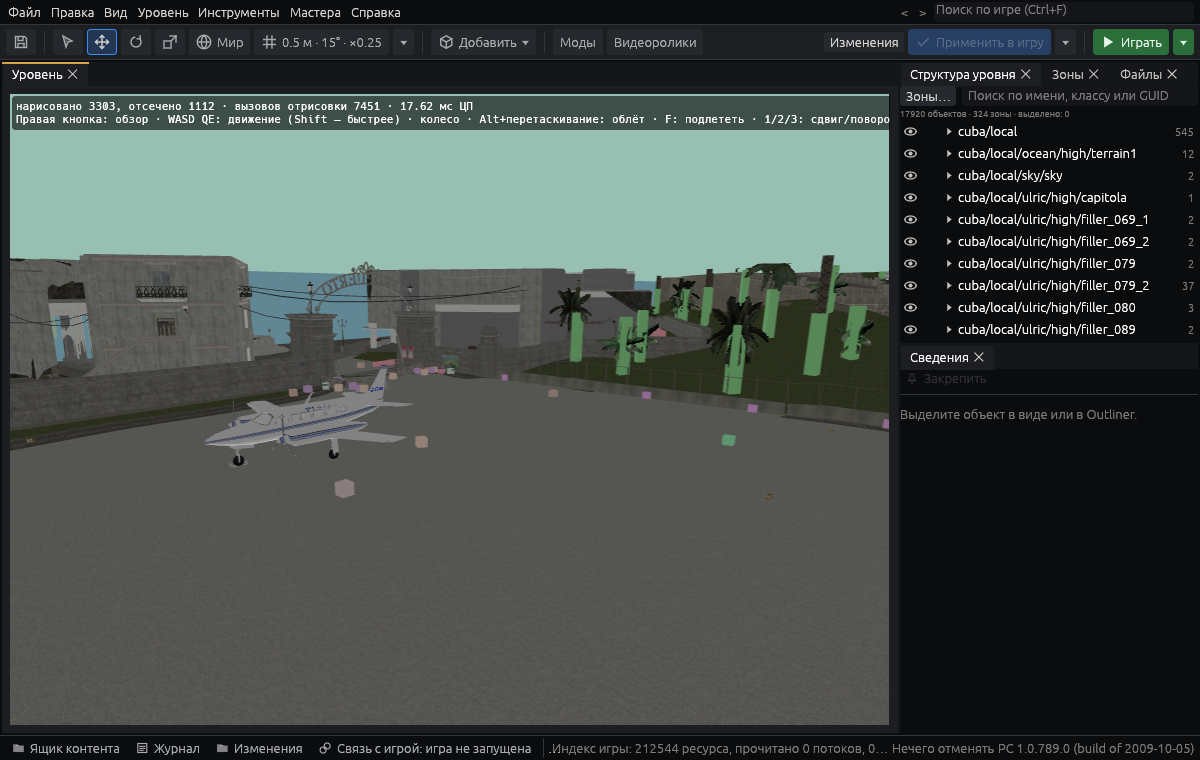 Файл Правка Вид Уровень Инструменты Мастера Справка < > Поиск по игре (Ctrl+F)
Мир 0.5 м · 15° · ×0.25 Добавить Моды Видеоролики Изменения Применить в игру Играть
Уровень
Структура уровня Зоны Файлы
Зоны... Поиск по имени, классу или GUID
17920 объектов · 324 зоны · выделено: 0
нарисовано 3303, отсечено 1112 · вызовов отрисовки 7451 · 17.62 мс ЦП
Правая кнопка: обзор · WASD QE: движение (Shift — быстрее) · колесо · Alt+перетаскивание: облёт · F: подлететь · 1/2/3: сдвиг/поворо
cuba/local 545
cuba/local/ocean/high/terrain1 12
cuba/local/sky/sky 2
cuba/local/ulric/high/capitola 1
cuba/local/ulric/high/filler_069_1 2
cuba/local/ulric/high/filler_069_2 2
cuba/local/ulric/high/filler_079 2
cuba/local/ulric/high/filler_079_2 37
cuba/local/ulric/high/filler_080 3
cuba/local/ulric/high/filler_089 2
Сведения
Закрепить
Выделите объект в виде или в Outliner.
Ящик контента Журнал Изменения Связь с игрой: игра не запущена .Индекс игры: 212544 ресурса, прочитано 0 потоков, 0... Нечего отменять PC 1.0.789.0 (build of 2009-10-05)